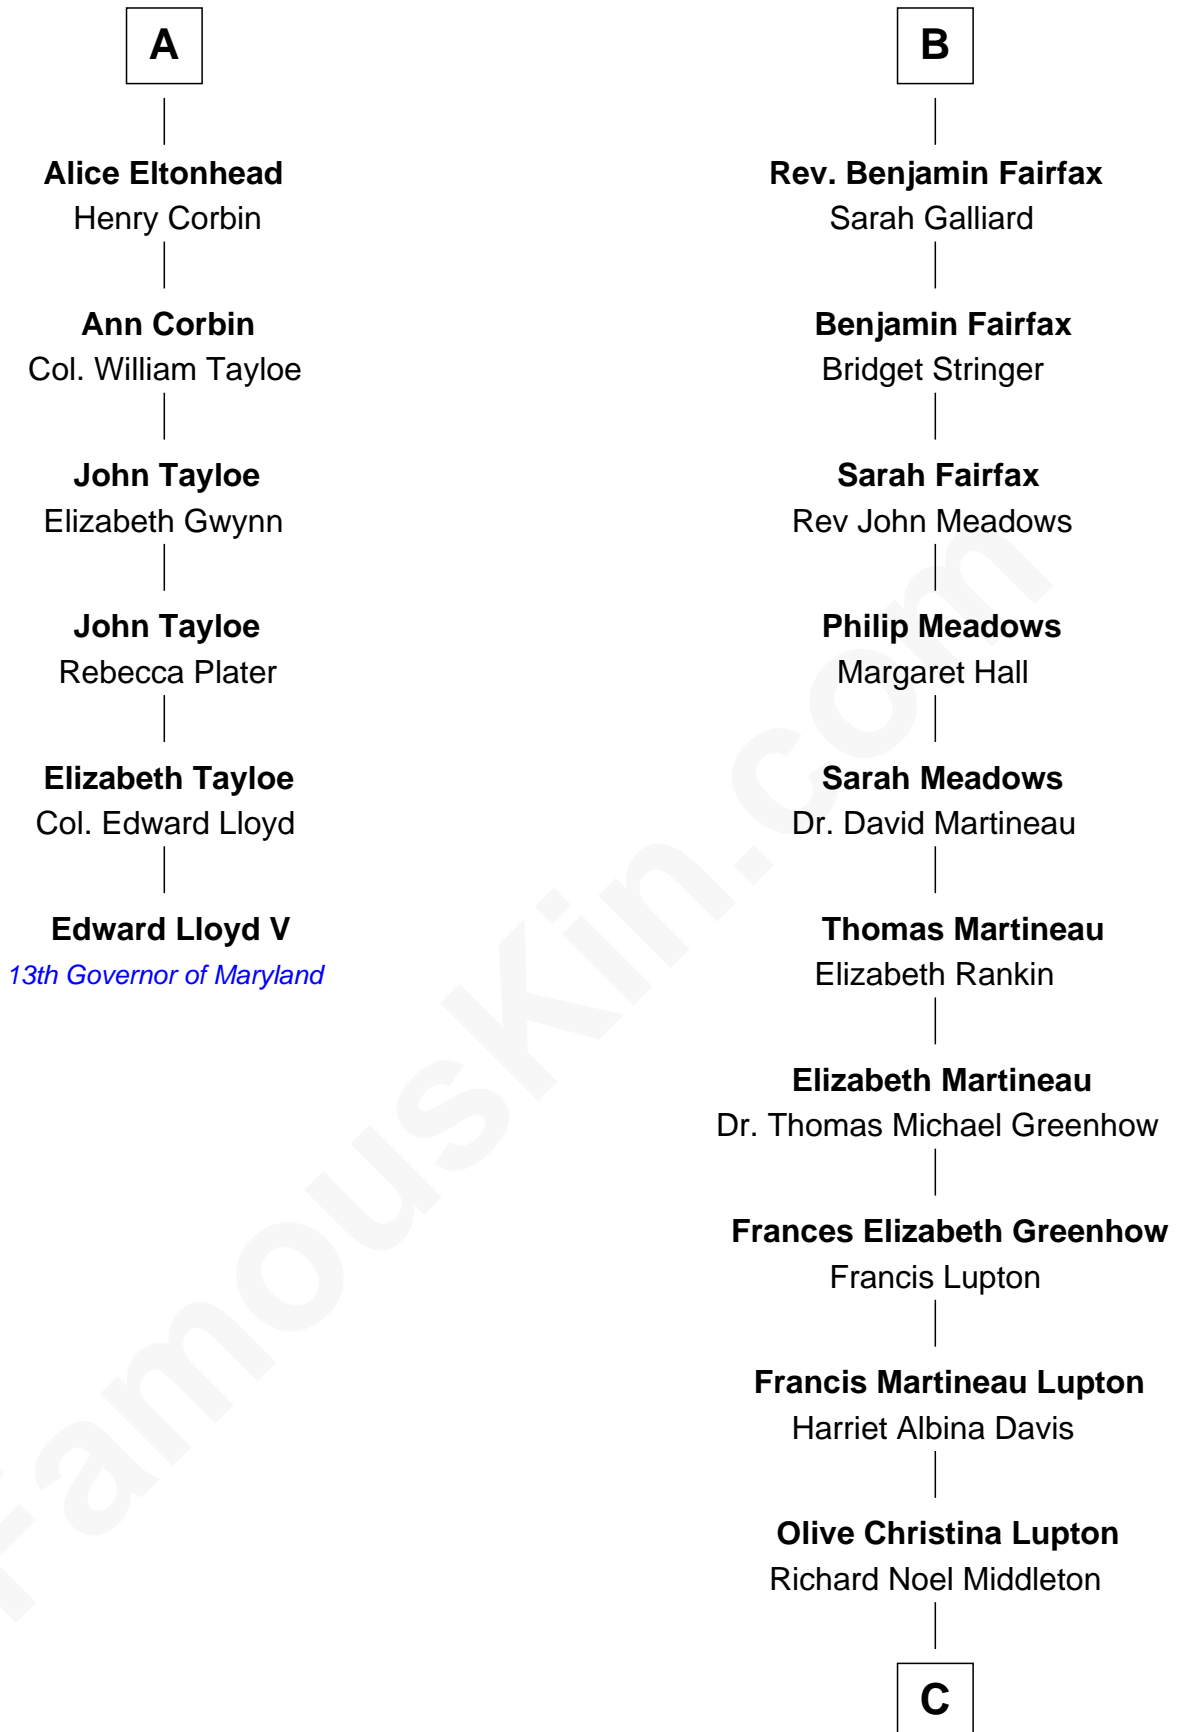 A
Alice Eltonhead
Henry Corbin
Ann Corbin
Col. William Tayloe
John Tayloe
Elizabeth Gwynn
John Tayloe
Rebecca Plater
Elizabeth Tayloe
Col. Edward Lloyd
Edward Lloyd V
13th Governor of Maryland
B
Rev. Benjamin Fairfax
Sarah Galliard
Benjamin Fairfax
Bridget Stringer
Sarah Fairfax
Rev John Meadows
Philip Meadows
Margaret Hall
Sarah Meadows
Dr. David Martineau
Thomas Martineau
Elizabeth Rankin
Elizabeth Martineau
Dr. Thomas Michael Greenhow
Frances Elizabeth Greenhow
Francis Lupton
Francis Martineau Lupton
Harriet Albina Davis
Olive Christina Lupton
Richard Noel Middleton
C
FamousKin.com